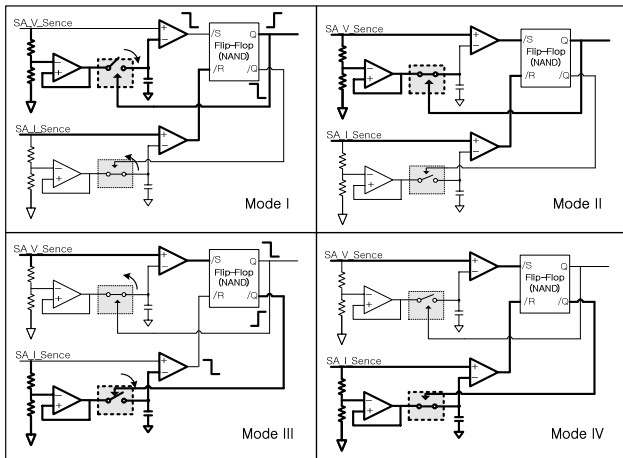 SA_V_Sence
/S Q
Flip-Flop
(NAND)
/R /Q
SA_I_Sence
Mode I
SA_V_Sence
/S Q
Flip-Flop
(NAND)
/R /Q
SA_I_Sence
Mode II
SA_V_Sence
/S Q
Flip-Flop
(NAND)
/R /Q
SA_I_Sence
Mode III
SA_V_Sence
/S Q
Flip-Flop
(NAND)
/R /Q
SA_I_Sence
Mode IV